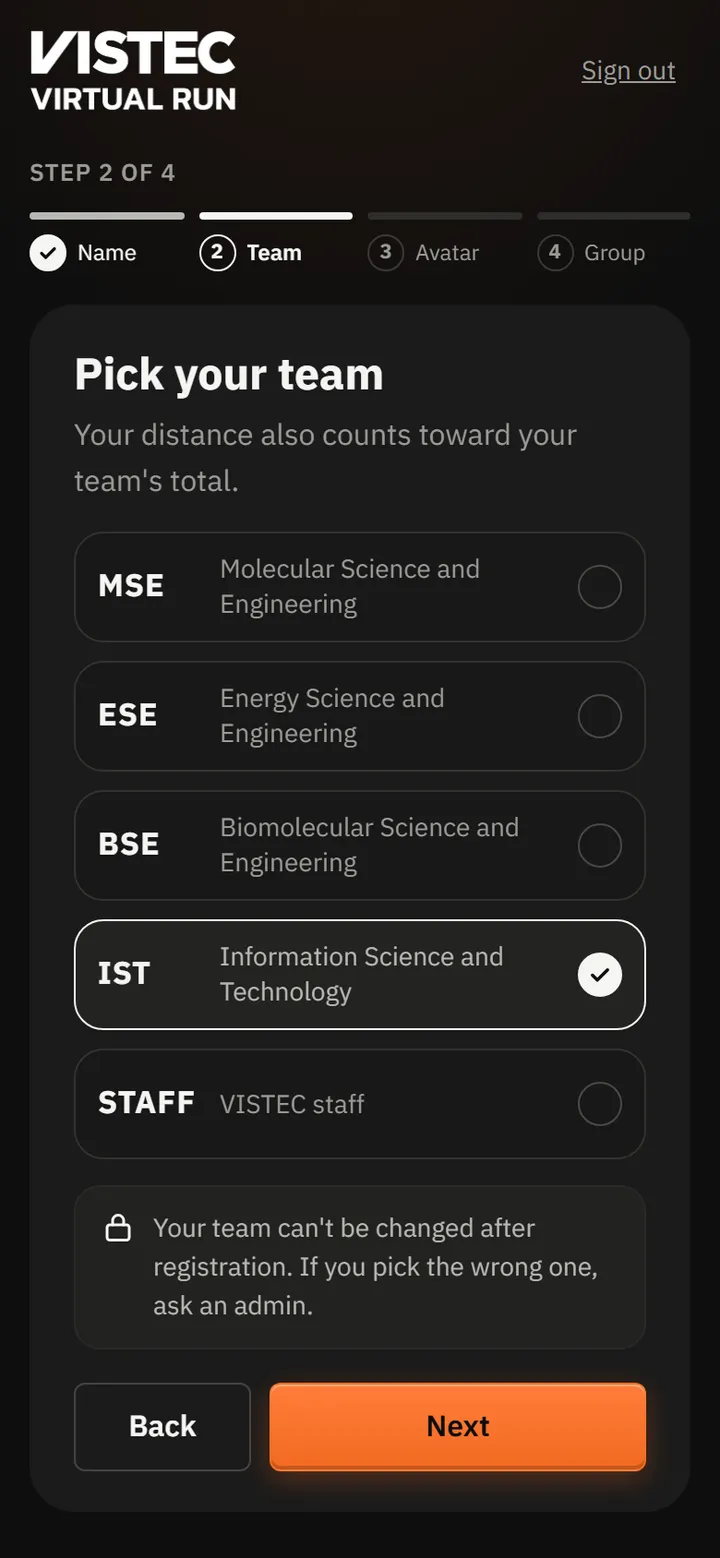 VISTEC
VIRTUAL RUN
Sign out
STEP 2 OF 4
Name
2 Team
3 Avatar
4 Group
Pick your team
Your distance also counts toward your
team's total.
MSE
Molecular Science and
Engineering
ESE
Energy Science and
Engineering
BSE
Biomolecular Science and
Engineering
IST
Information Science and
Technology
STAFF
VISTEC staff
Your team can't be changed after
registration. If you pick the wrong one,
ask an admin.
Back
Next